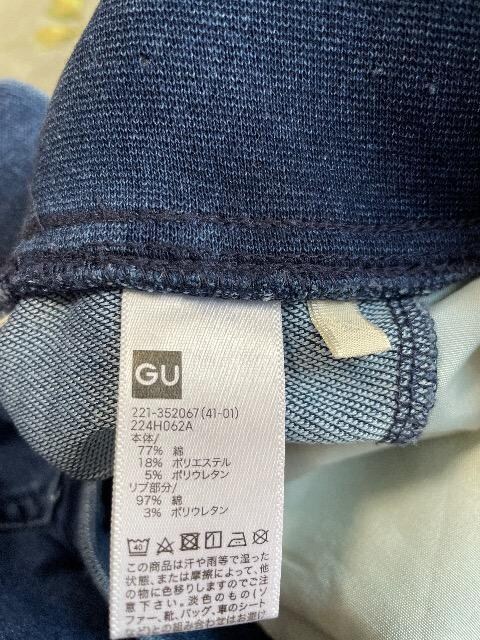 GU
221-352067(41-01)
224H062A
本体/
77% 綿
18% ポリエステル
5% ポリウレタン
リブ部分/
97% 綿
3% ポリウレタン
40
この商品は汗や雨等で湿った
状態、または摩擦によって、他
の物に色移りしますのでご注
意下さい。淡色のもの(ソ
ファー、靴、バッグ、車のシート